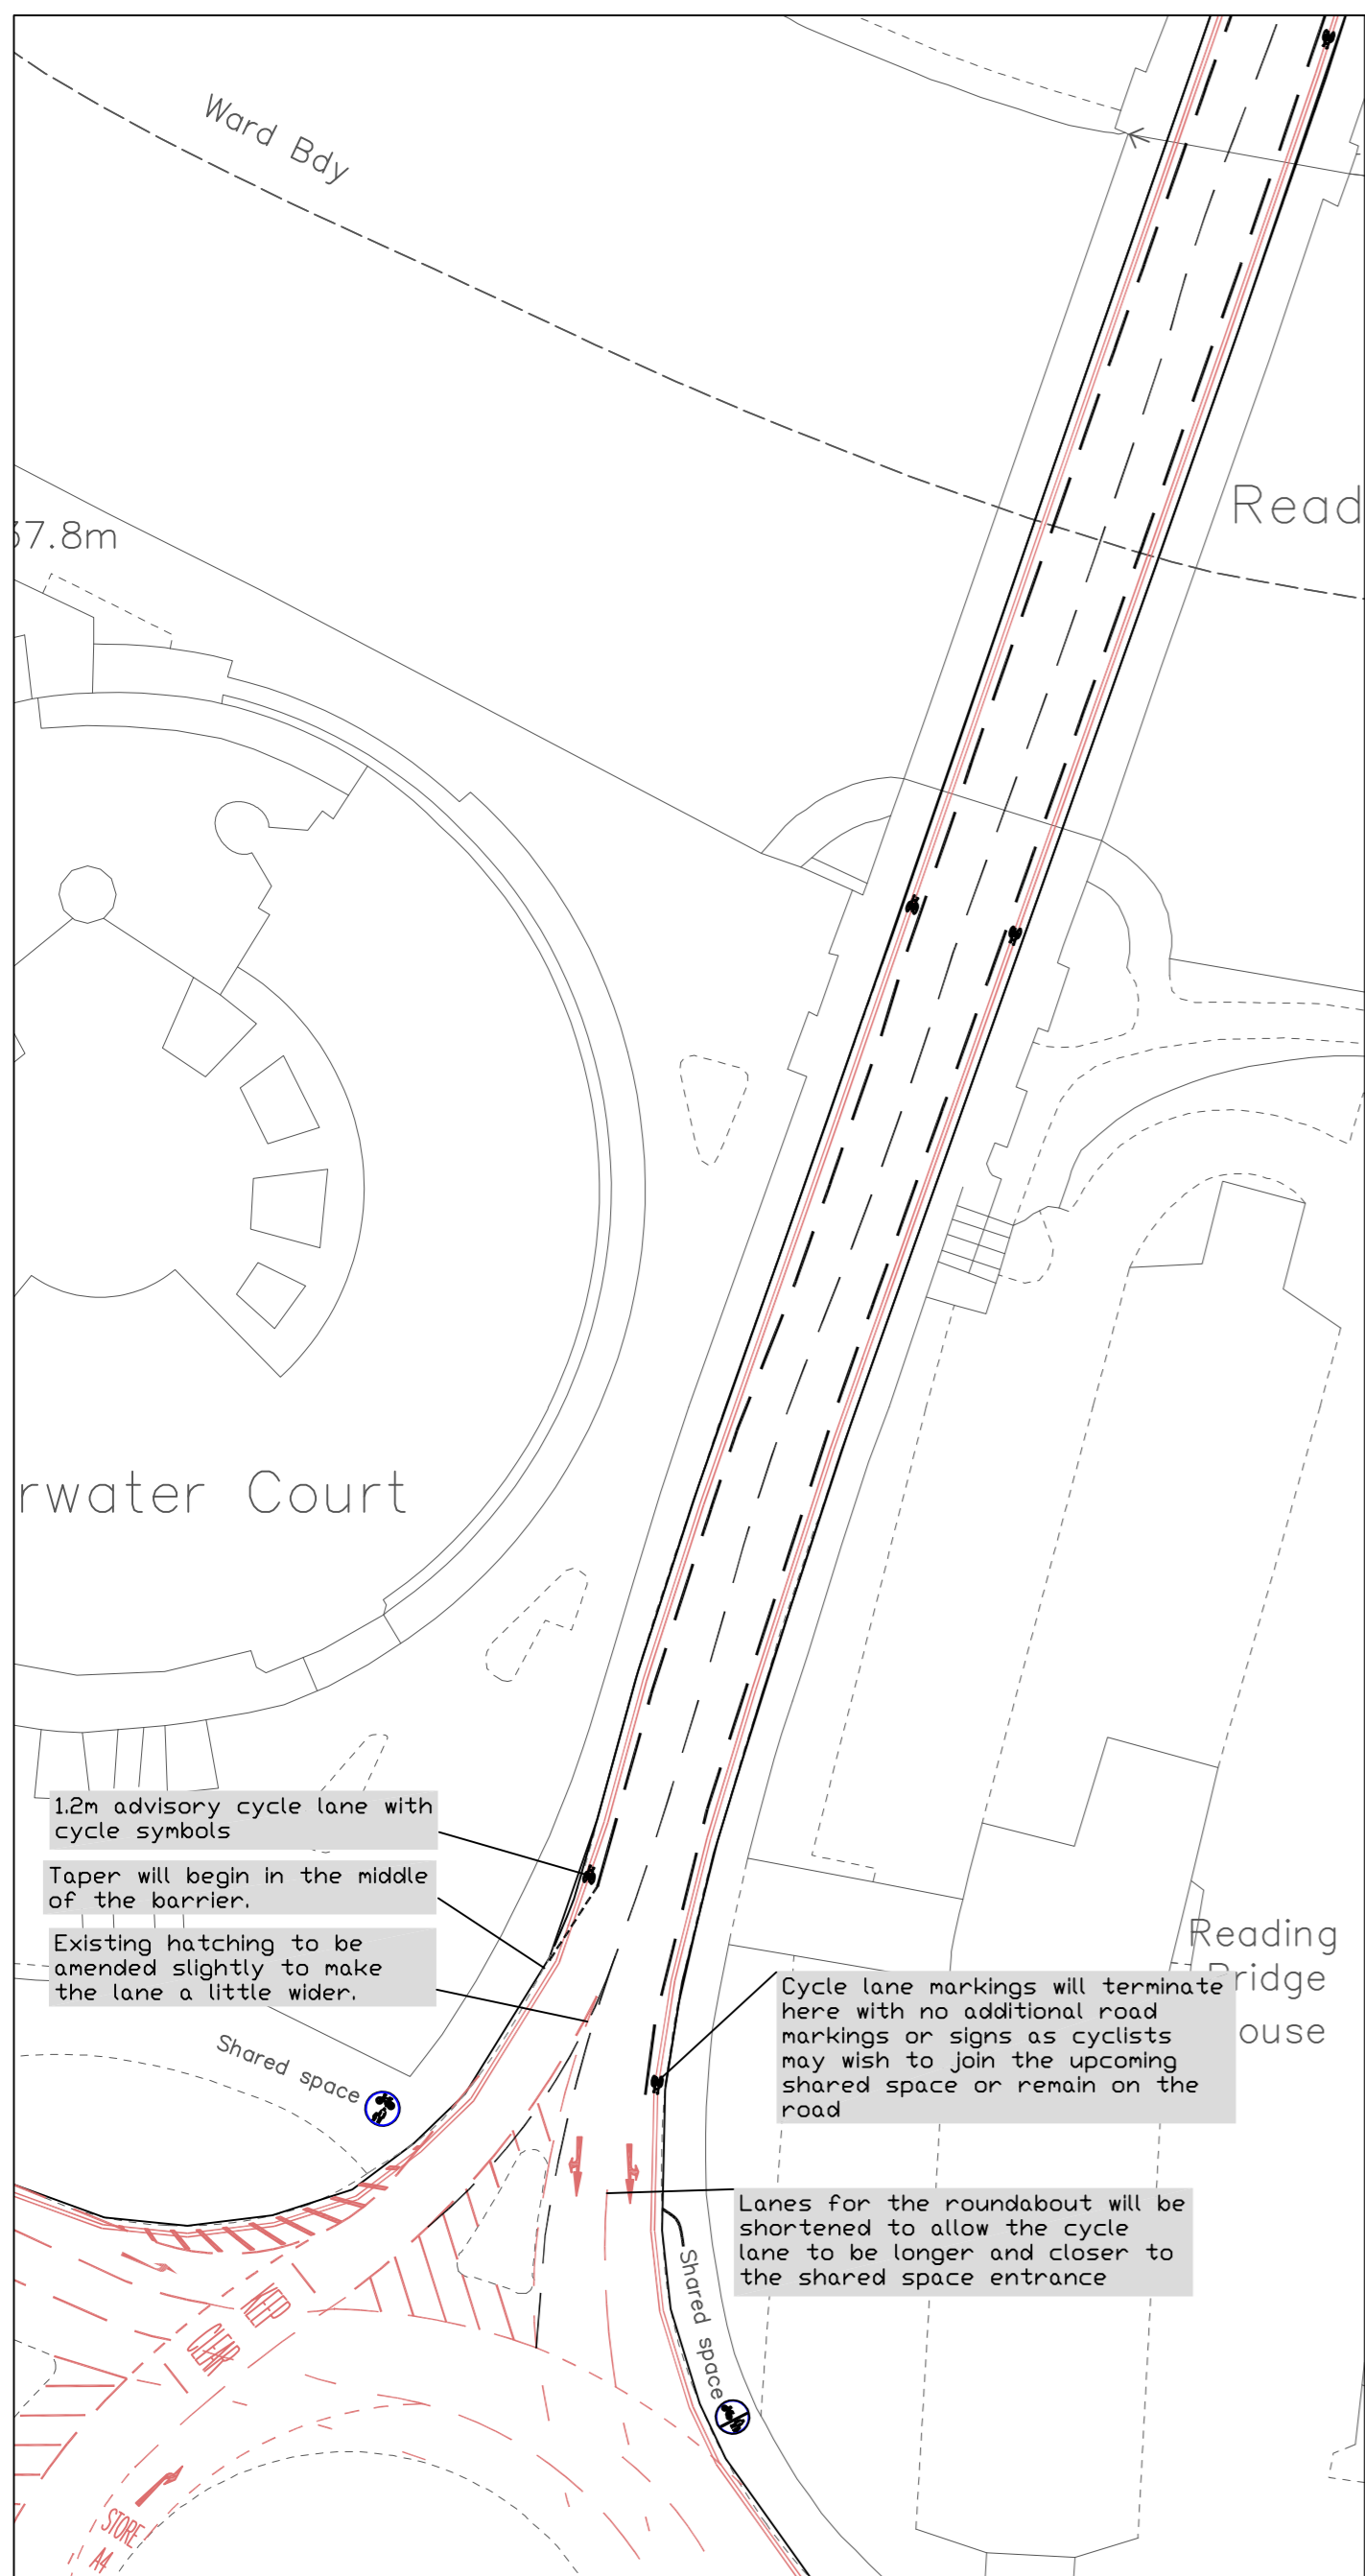 Ward Bdy
Read
37.8m
rwater Court
1.2m advisory cycle lane with
cycle symbols
Taper will begin in the middle
of the barrier.
Existing hatching to be
amended slightly to make
the lane a little wider.
Reading
Bridge
ouse
Cycle lane markings will terminate
here with no additional road
markings or signs as cyclists
may wish to join the upcoming
shared space or remain on the
road
Shared space
Lanes for the roundabout will be
shortened to allow the cycle
lane to be longer and closer to
the shared space entrance
Shared space
KEEP
CLEAR
STORE
A4